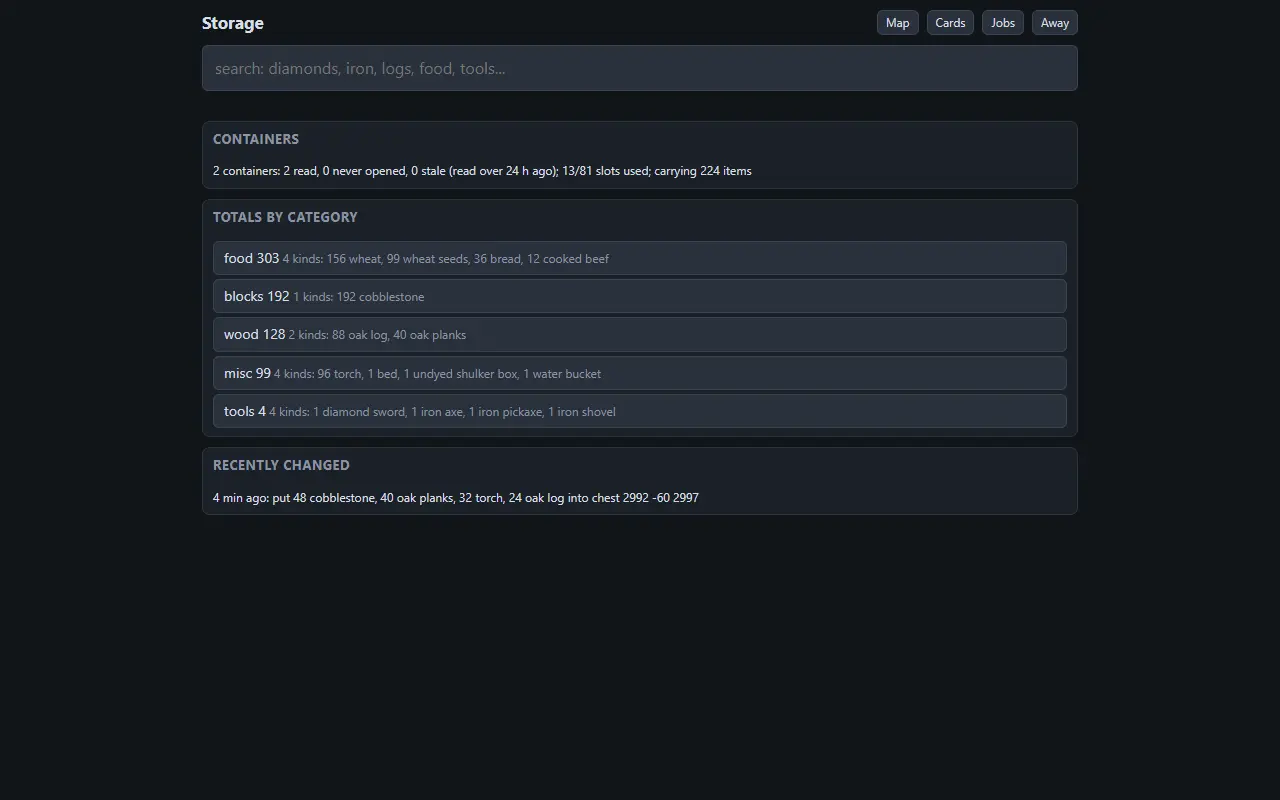 Storage
Map
Cards
Jobs
Away
search: diamonds, iron, logs, food, tools...
CONTAINERS
2 containers: 2 read, 0 never opened, 0 stale (read over 24 h ago); 13/81 slots used; carrying 224 items
TOTALS BY CATEGORY
food 303 4 kinds: 156 wheat, 99 wheat seeds, 36 bread, 12 cooked beef
blocks 192 1 kinds: 192 cobblestone
wood 128 2 kinds: 88 oak log, 40 oak planks
misc 99 4 kinds: 96 torch, 1 bed, 1 undyed shulker box, 1 water bucket
tools 4 4 kinds: 1 diamond sword, 1 iron axe, 1 iron pickaxe, 1 iron shovel
RECENTLY CHANGED
4 min ago: put 48 cobblestone, 40 oak planks, 32 torch, 24 oak log into chest 2992 -60 2997